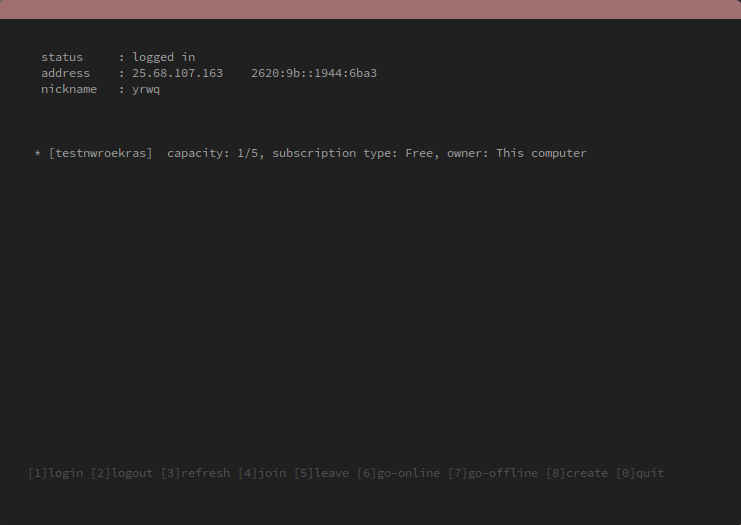 status : logged in
address : 25.68.107.163 2620:9b::1944:6ba3
nickname : yrwq
* [testnwroekras] capacity: 1/5, subscription type: Free, owner: This computer
[1]login [2]logout [3]refresh [4]join [5]leave [6]go-online [7]go-offline [8]create [0]quit